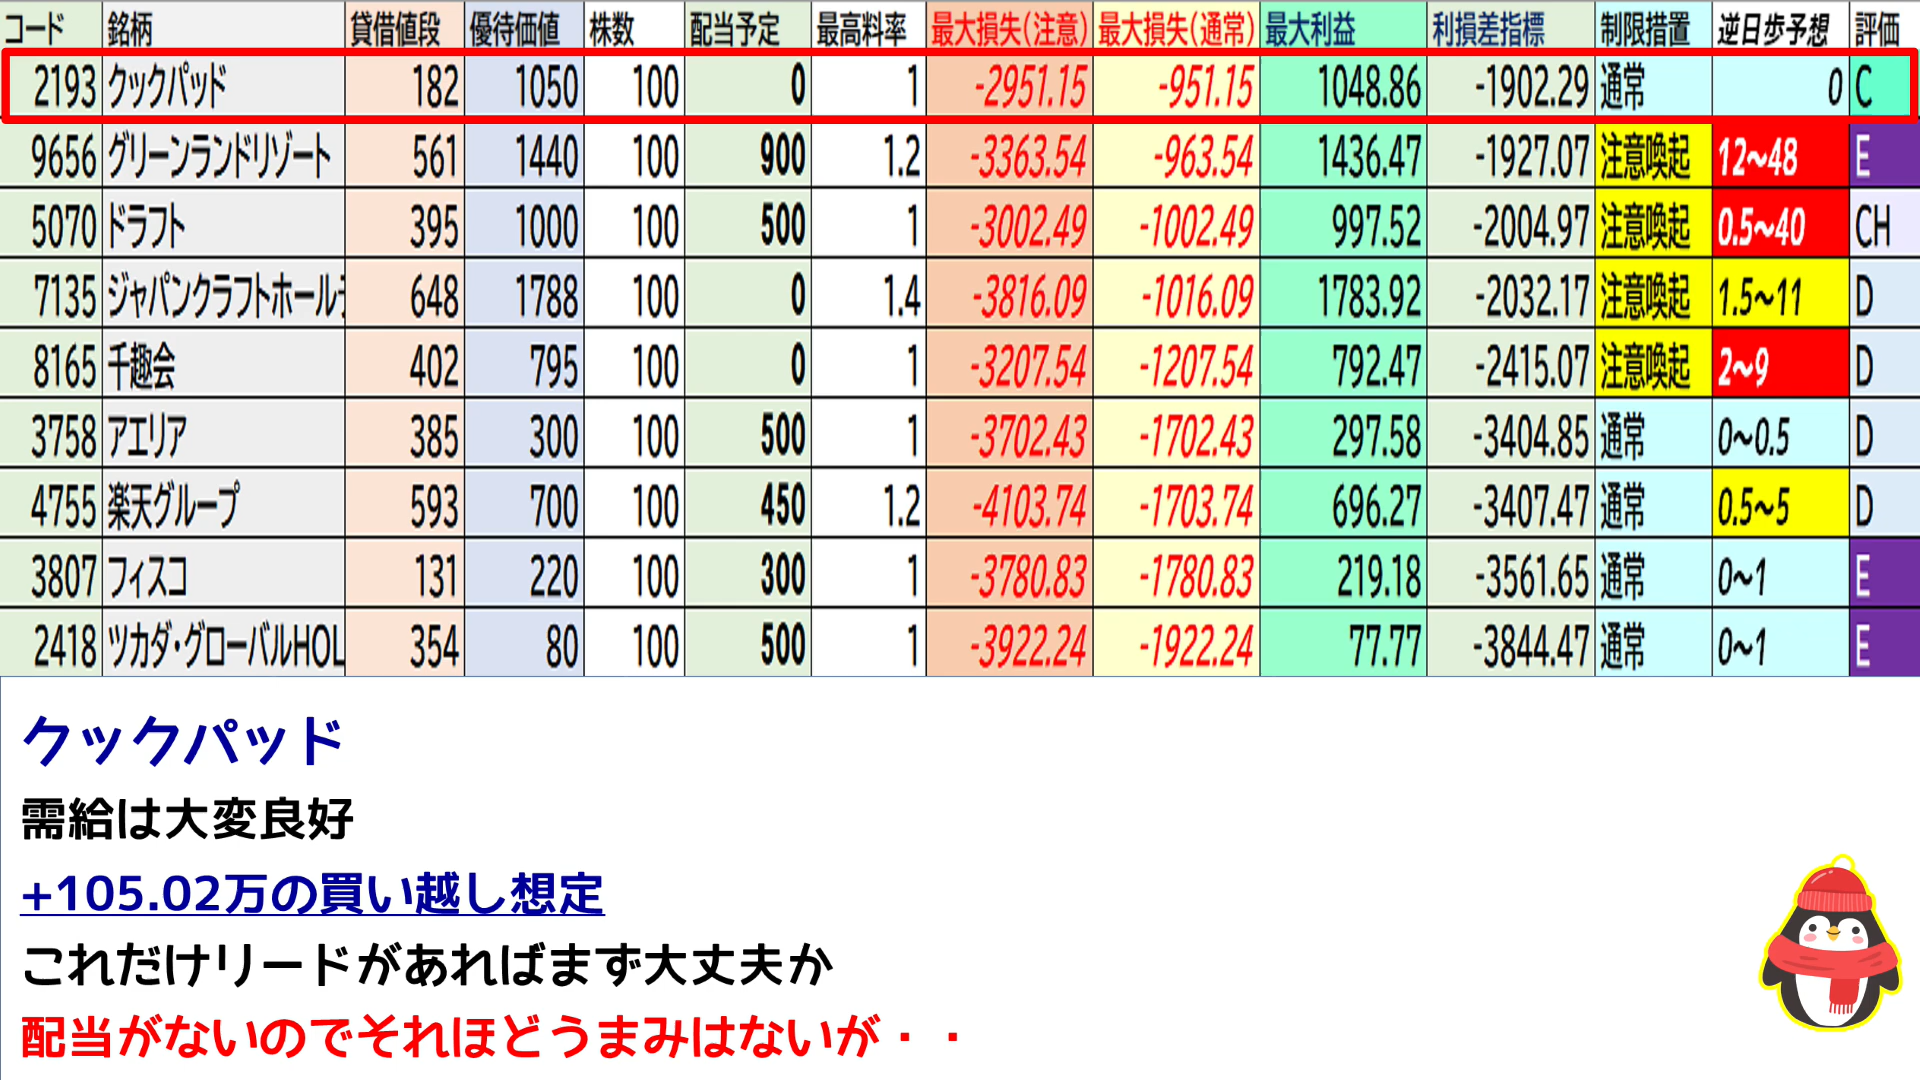 コード 銘柄 貸借値段 優待価値 株数 配当予定 最高料率 最大損失(注意) 最大損失(通常) 最大利益 利損差指標 制限措置 逆日歩予想 評価
2193 クックパッド 182 1050 100 0 1 -2951.15 -951.15 1048.86 -1902.29 通常 0 C
9656 グリーンランドリゾート 561 1440 100 900 1.2 -3363.54 -963.54 1436.47 -1927.07 注意喚起 12〜48 E
5070 ドラフト 395 1000 100 500 1 -3002.49 -1002.49 997.52 -2004.97 注意喚起 0.5〜40 CH
7135 ジャパンクラフトホール 648 1788 100 0 1.4 -3816.09 -1016.09 1783.92 -2032.17 注意喚起 1.5〜11 D
8165 千趣会 402 795 100 0 1 -3207.54 -1207.54 792.47 -2415.07 注意喚起 2〜9 D
3758 アエリア 385 300 100 500 1 -3702.43 -1702.43 297.58 -3404.85 通常 0〜0.5 D
4755 楽天グループ 593 700 100 450 1.2 -4103.74 -1703.74 696.27 -3407.47 通常 0.5〜5 D
3807 フィスコ 131 220 100 300 1 -3780.83 -1780.83 219.18 -3561.65 通常 0〜1 E
2418 ツカダ・グローバルHOL 354 80 100 500 1 -3922.24 -1922.24 77.77 -3844.47 通常 0〜1 E
クックパッド
需給は大変良好
+105.02万の買い越し想定
これだけリードがあればまず大丈夫か
配当がないのでそれほどうまみはないが・・